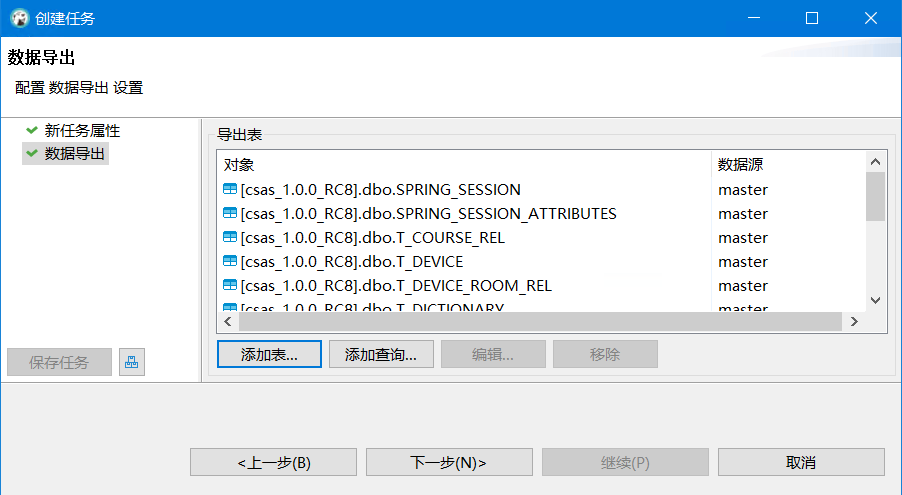 创建任务
数据导出
配置 数据导出 设置
新任务属性
数据导出
导出表
对象 数据源
[csas_1.0.0_RC8].dbo.SPRING_SESSION master
[csas_1.0.0_RC8].dbo.SPRING_SESSION_ATTRIBUTES master
[csas_1.0.0_RC8].dbo.T_COURSE_REL master
[csas_1.0.0_RC8].dbo.T_DEVICE master
[csas_1.0.0_RC8].dbo.T_DEVICE_ROOM_REL master
[csas_1.0.0_RC8].dbo.T_DICTIONARY master
添加表... 添加查询... 编辑... 移除
保存任务
<上一步(B) 下一步(N)> 继续(P) 取消